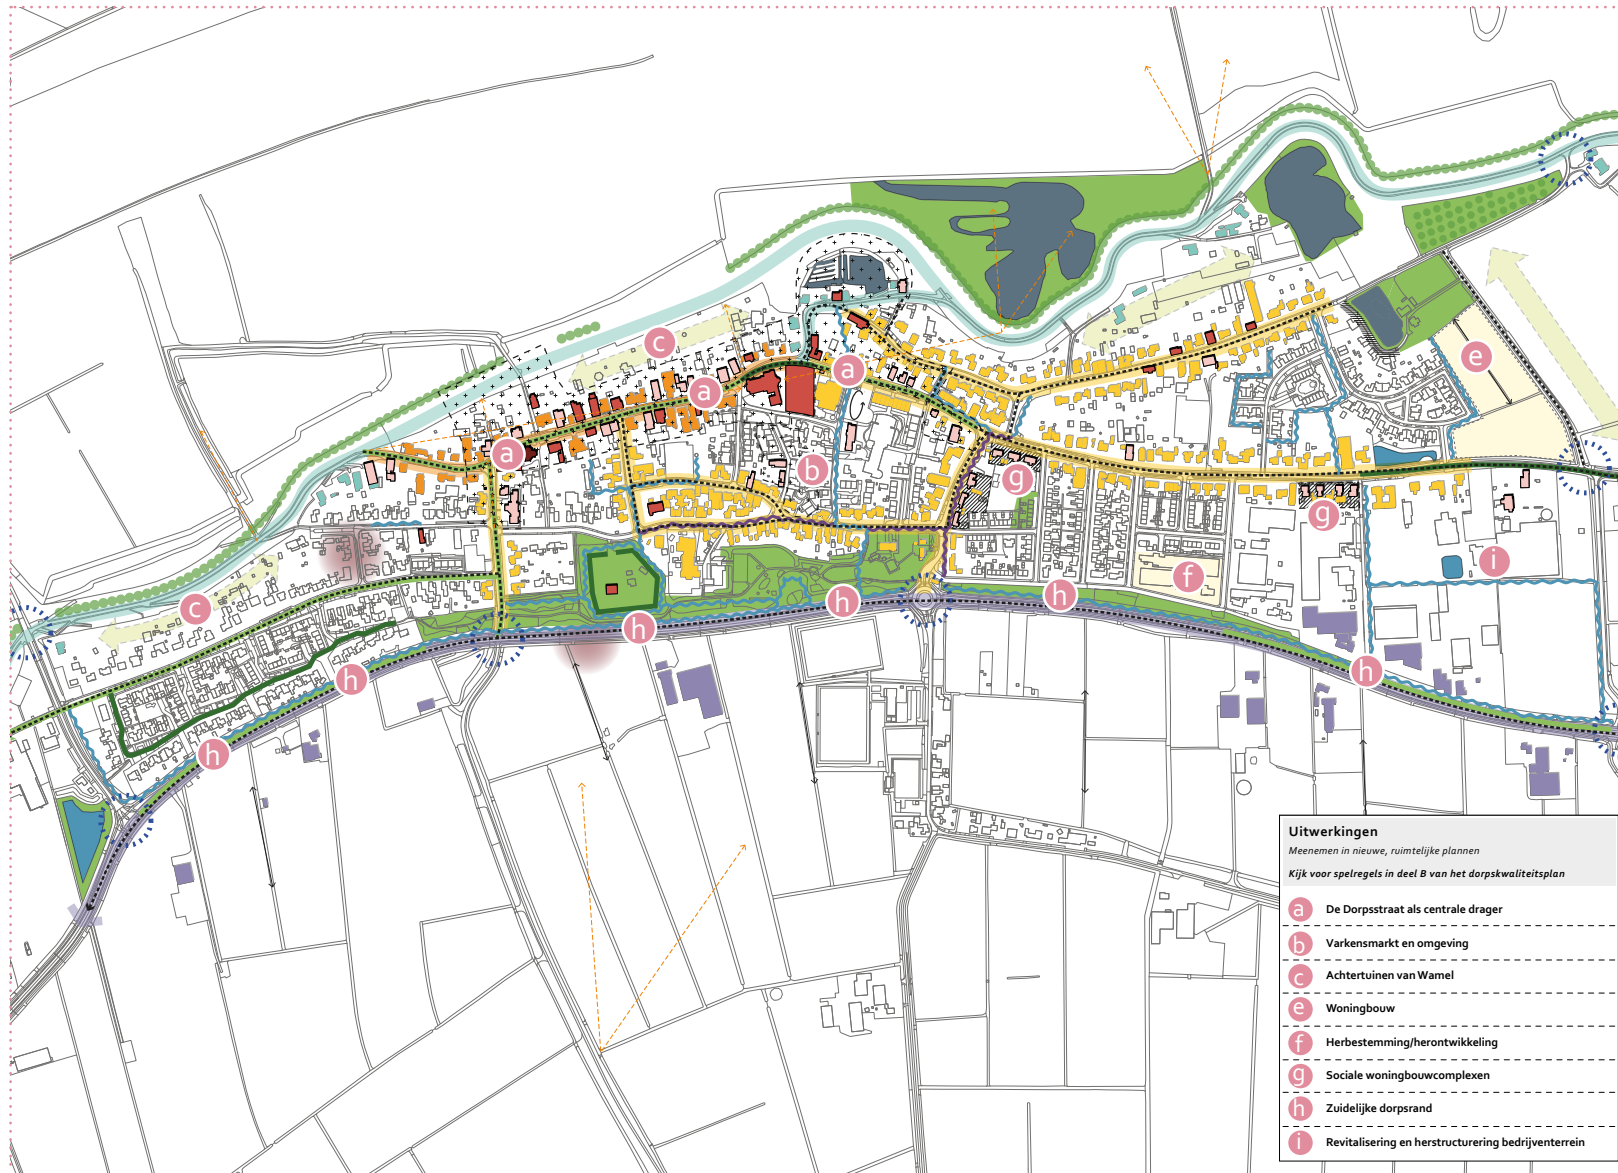 c
a
a
a
b
c
e
g
g
f
i
h
h
h
h
h
h
Uitwerkingen
Meenemen in nieuwe, ruimtelijke plannen
Kijk voor spelregels in deel B van het dorpskwaliteitsplan
a De Dorpsstraat als centrale drager
b Varkensmarkt en omgeving
c Achtertuinen van Wamel
e Woningbouw
f Herbestemming/herontwikkeling
g Sociale woningbouwcomplexen
h Zuidelijke dorpsrand
i Revitalisering en herstructurering bedrijventerrein